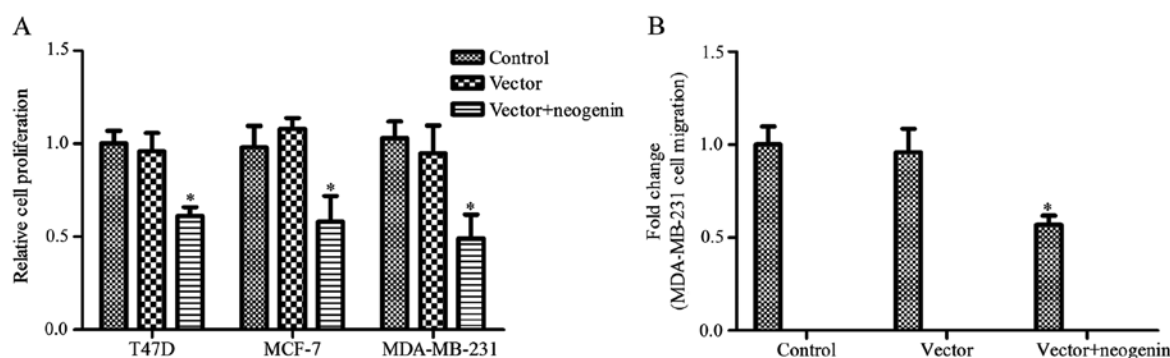 A
Relative cell proliferation
1.5
1.0
0.5
0.0
T47D
MCF-7
MDA-MB-231
*
*
*
Control
Vector
Vector+neogenin
B
Fold change
(MDA-MB-231 cell migration)
1.5
1.0
0.5
0.0
*
Control
Vector
Vector+neogenin